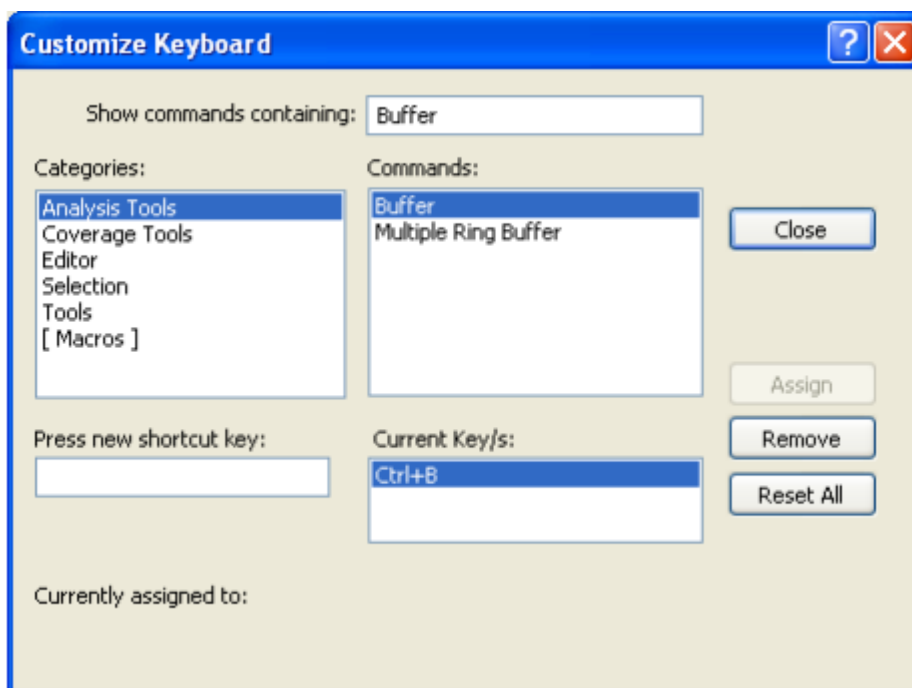 Customize Keyboard
Show commands containing: Buffer
Categories:
Analysis Tools
Coverage Tools
Editor
Selection
Tools
[ Macros ]
Commands:
Buffer
Multiple Ring Buffer
Close
Assign
Remove
Reset All
Press new shortcut key:
Current Key/s:
Ctrl+B
Currently assigned to: